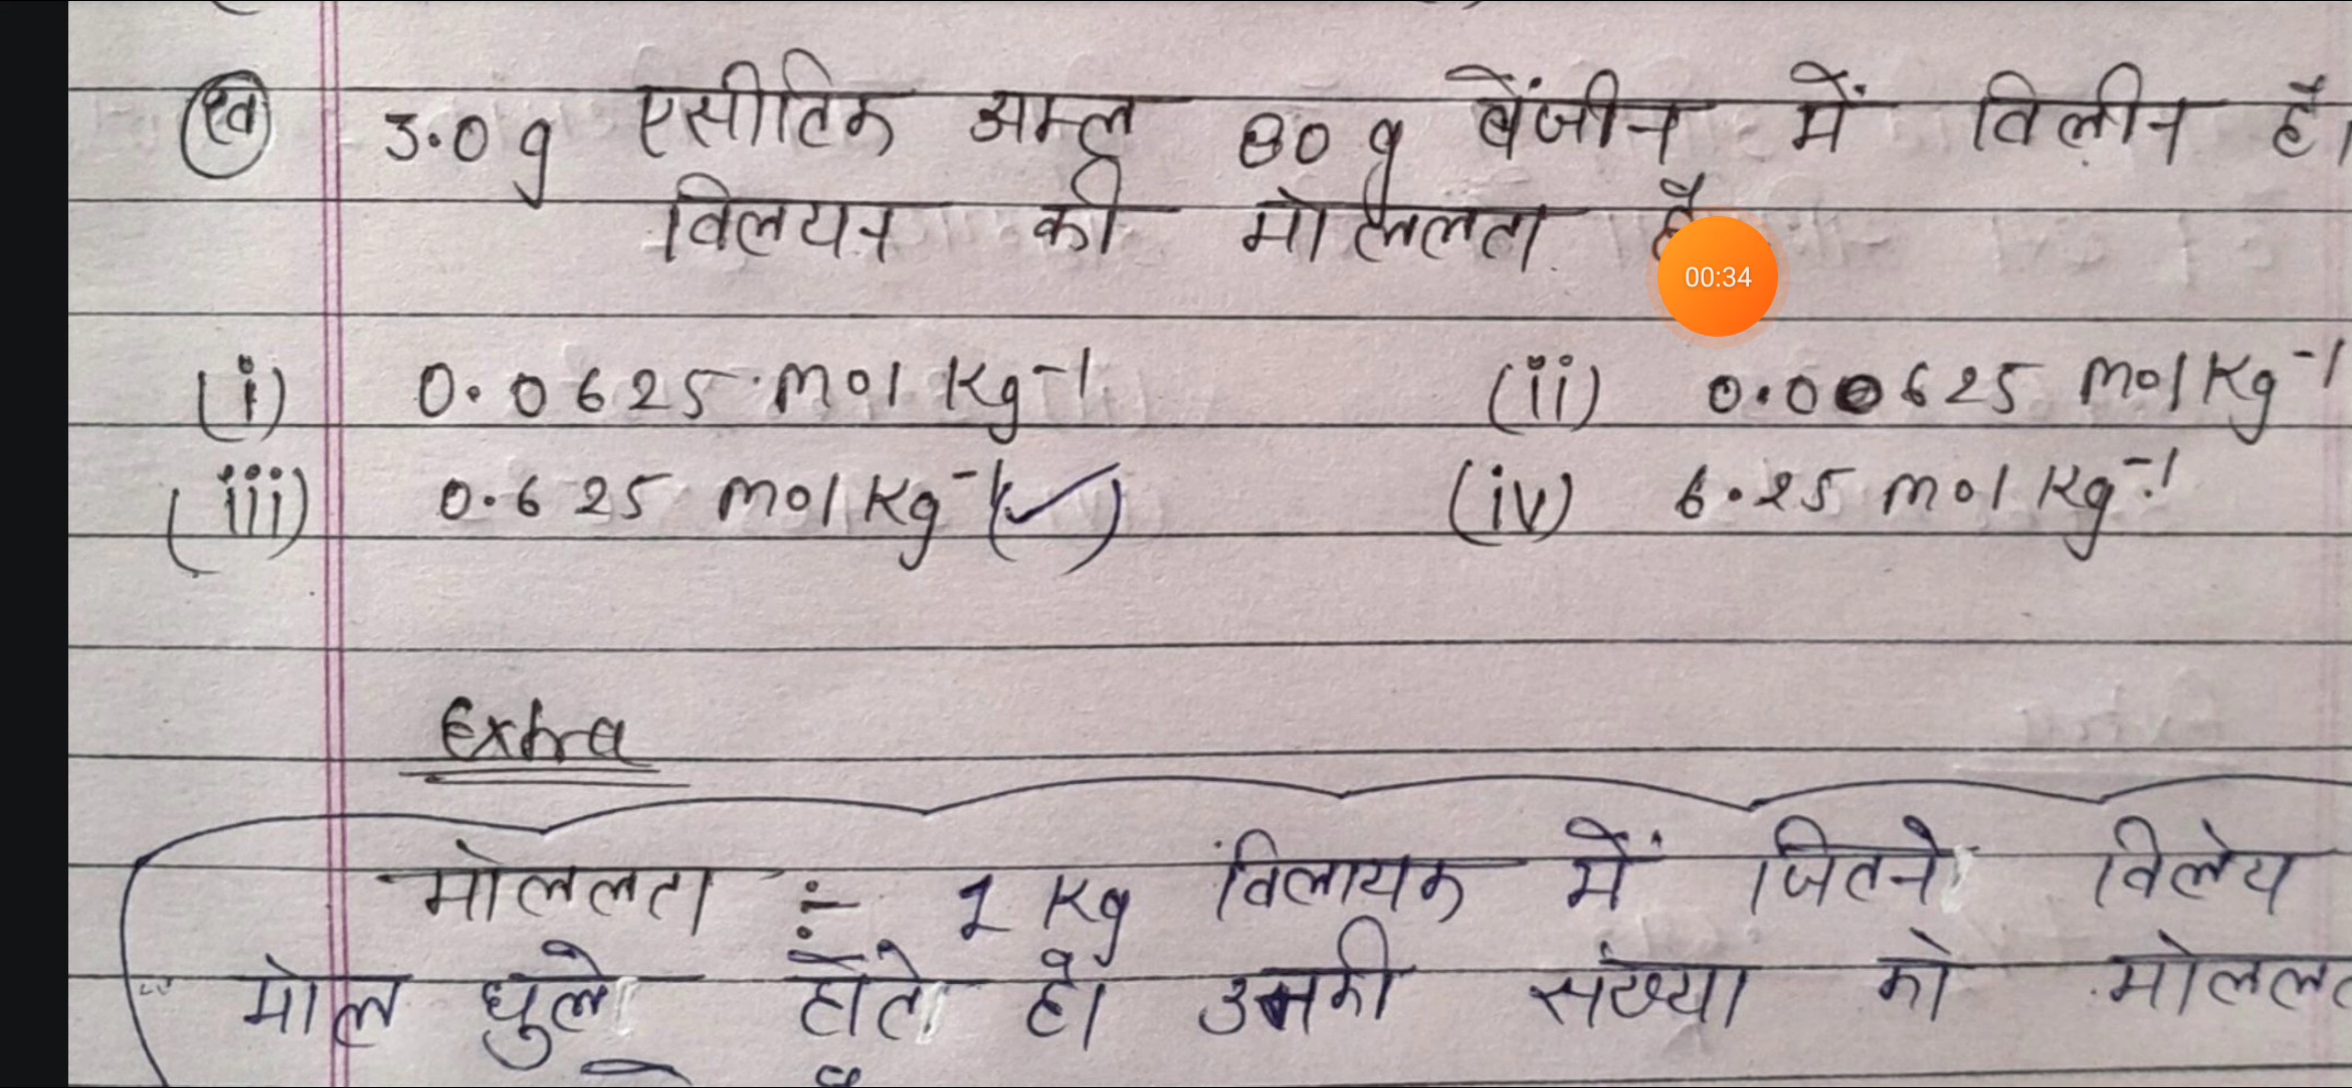 (ख) 3.0 g एसीटिक अम्ल 80 g बेंजीन में विलीन है।
विलयन की मोललता है
00:34
(i) 0.0625 mol Kg⁻¹ (ii) 0.00625 mol Kg⁻¹
(iii) 0.625 mol Kg⁻¹ (✓) (iv) 6.25 mol Kg⁻¹
Extra
मोललता ÷ 1 Kg विलायक में जितने विलेय
मोल घुले होते है। उनकी संख्या को मोलल